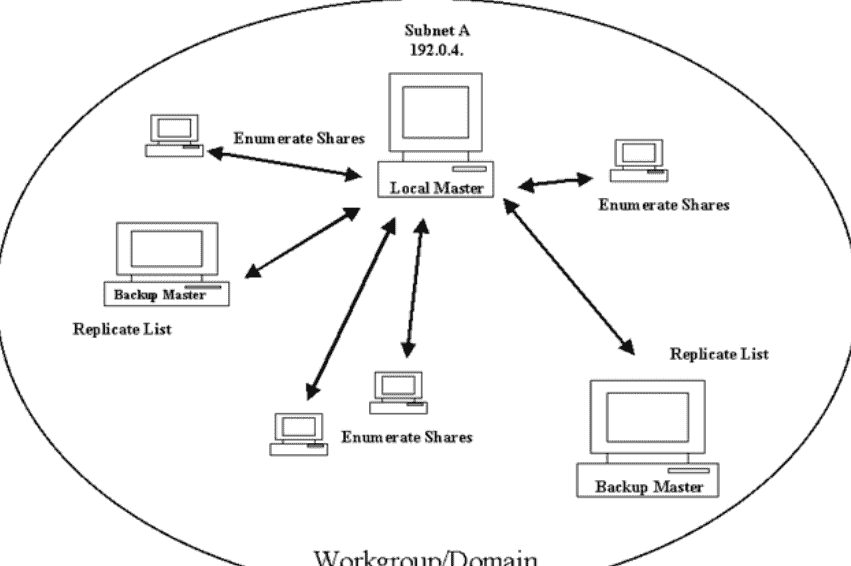 Subnet A
192.0.4.
Enumerate Shares
Local Master
Enumerate Shares
Backup Master
Replicate List
Replicate List
Enumerate Shares
Backup Master
Workgroup/Domain